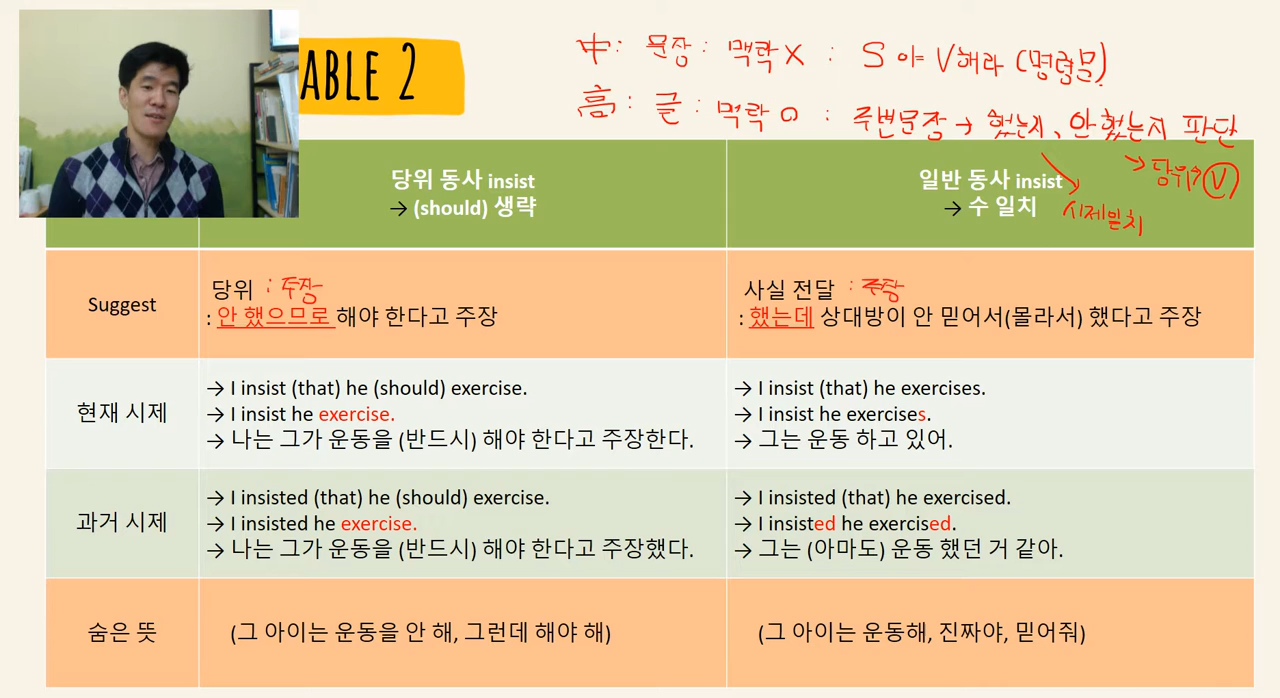 ABLE 2
中: 문장: 맥락 X : S 아= V해라 (명령문)
高: 글: 맥락 O : 주변문장 → 했는지, 안 했는지 판단
→ 당위 V
시제일치
당위 동사 insist
→ (should) 생략
일반 동사 insist
→ 수 일치
Suggest
당위 : 주장
: 안 했으므로 해야 한다고 주장
사실 전달 : 주장
: 했는데 상대방이 안 믿어서(몰라서) 했다고 주장
현재 시제
→ I insist (that) he (should) exercise.
→ I insist he exercise.
→ 나는 그가 운동을 (반드시) 해야 한다고 주장한다.
→ I insist (that) he exercises.
→ I insist he exercises.
→ 그는 운동 하고 있어.
과거 시제
→ I insisted (that) he (should) exercise.
→ I insisted he exercise.
→ 나는 그가 운동을 (반드시) 해야 한다고 주장했다.
→ I insisted (that) he exercised.
→ I insisted he exercised.
→ 그는 (아마도) 운동 했던 거 같아.
숨은 뜻
(그 아이는 운동을 안 해, 그런데 해야 해)
(그 아이는 운동해, 진짜야, 믿어줘)